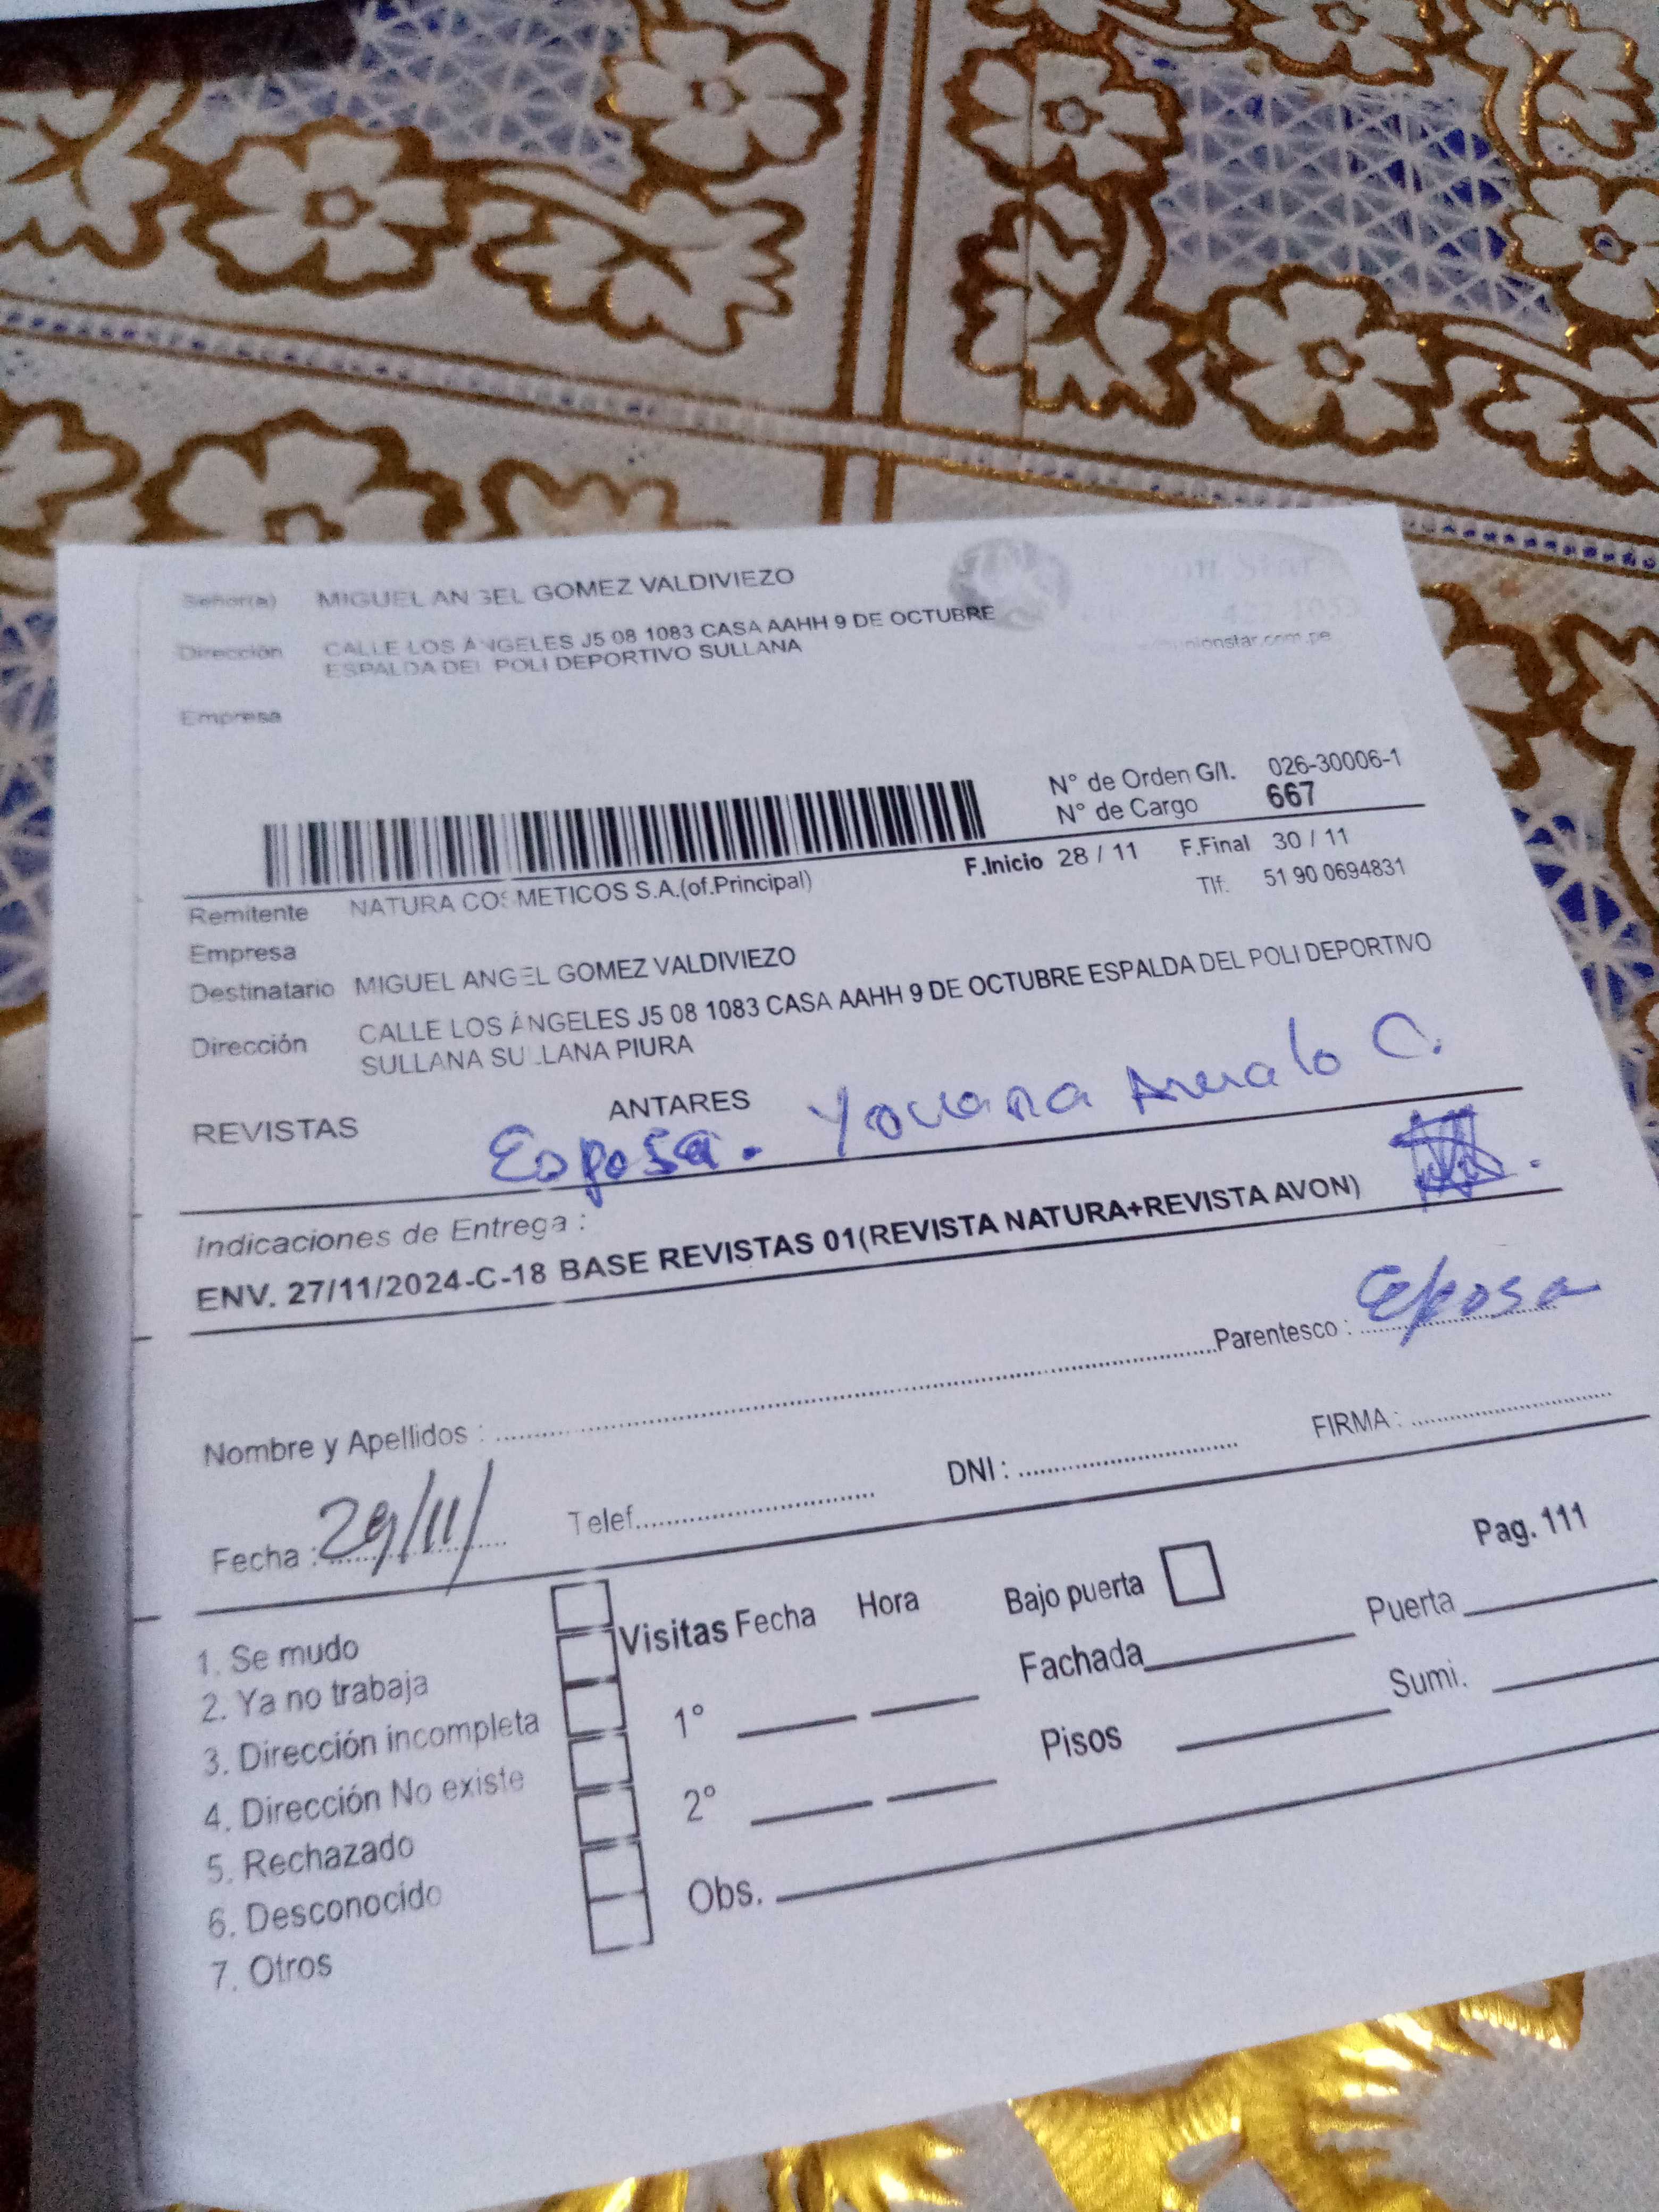 Señor(a) MIGUEL ANGEL GOMEZ VALDIVIEZO
Dirección CALLE LOS ÁNGELES J5 08 1083 CASA AAHH 9 DE OCTUBRE
ESPALDA DEL POLI DEPORTIVO SULLANA
unionstar.com.pe
Empresa
N° de Orden G/I. 026-30006-1
N° de Cargo 667
F.Inicio 28 / 11 F.Final 30 / 11
Tlf. 51 90 0694831
Remitente NATURA COSMETICOS S.A.(of.Principal)
Empresa
Destinatario MIGUEL ANGEL GOMEZ VALDIVIEZO
Dirección CALLE LOS ÁNGELES J5 08 1083 CASA AAHH 9 DE OCTUBRE ESPALDA DEL POLI DEPORTIVO
SULLANA SULLANA PIURA
REVISTAS ANTARES
Esposa. C.
Indicaciones de Entrega :
ENV. 27/11/2024-C-18 BASE REVISTAS 01(REVISTA NATURA+REVISTA AVON)
Nombre y Apellidos : Parentesco : Esposa
Fecha : 29/11/ Telef. DNI : FIRMA :
Pag. 111
1. Se mudo
2. Ya no trabaja
3. Dirección incompleta
4. Dirección No existe
5. Rechazado
6. Desconocido
7. Otros
Visitas Fecha Hora
1°
2°
Obs.
Bajo puerta
Fachada Puerta
Pisos Sumi.